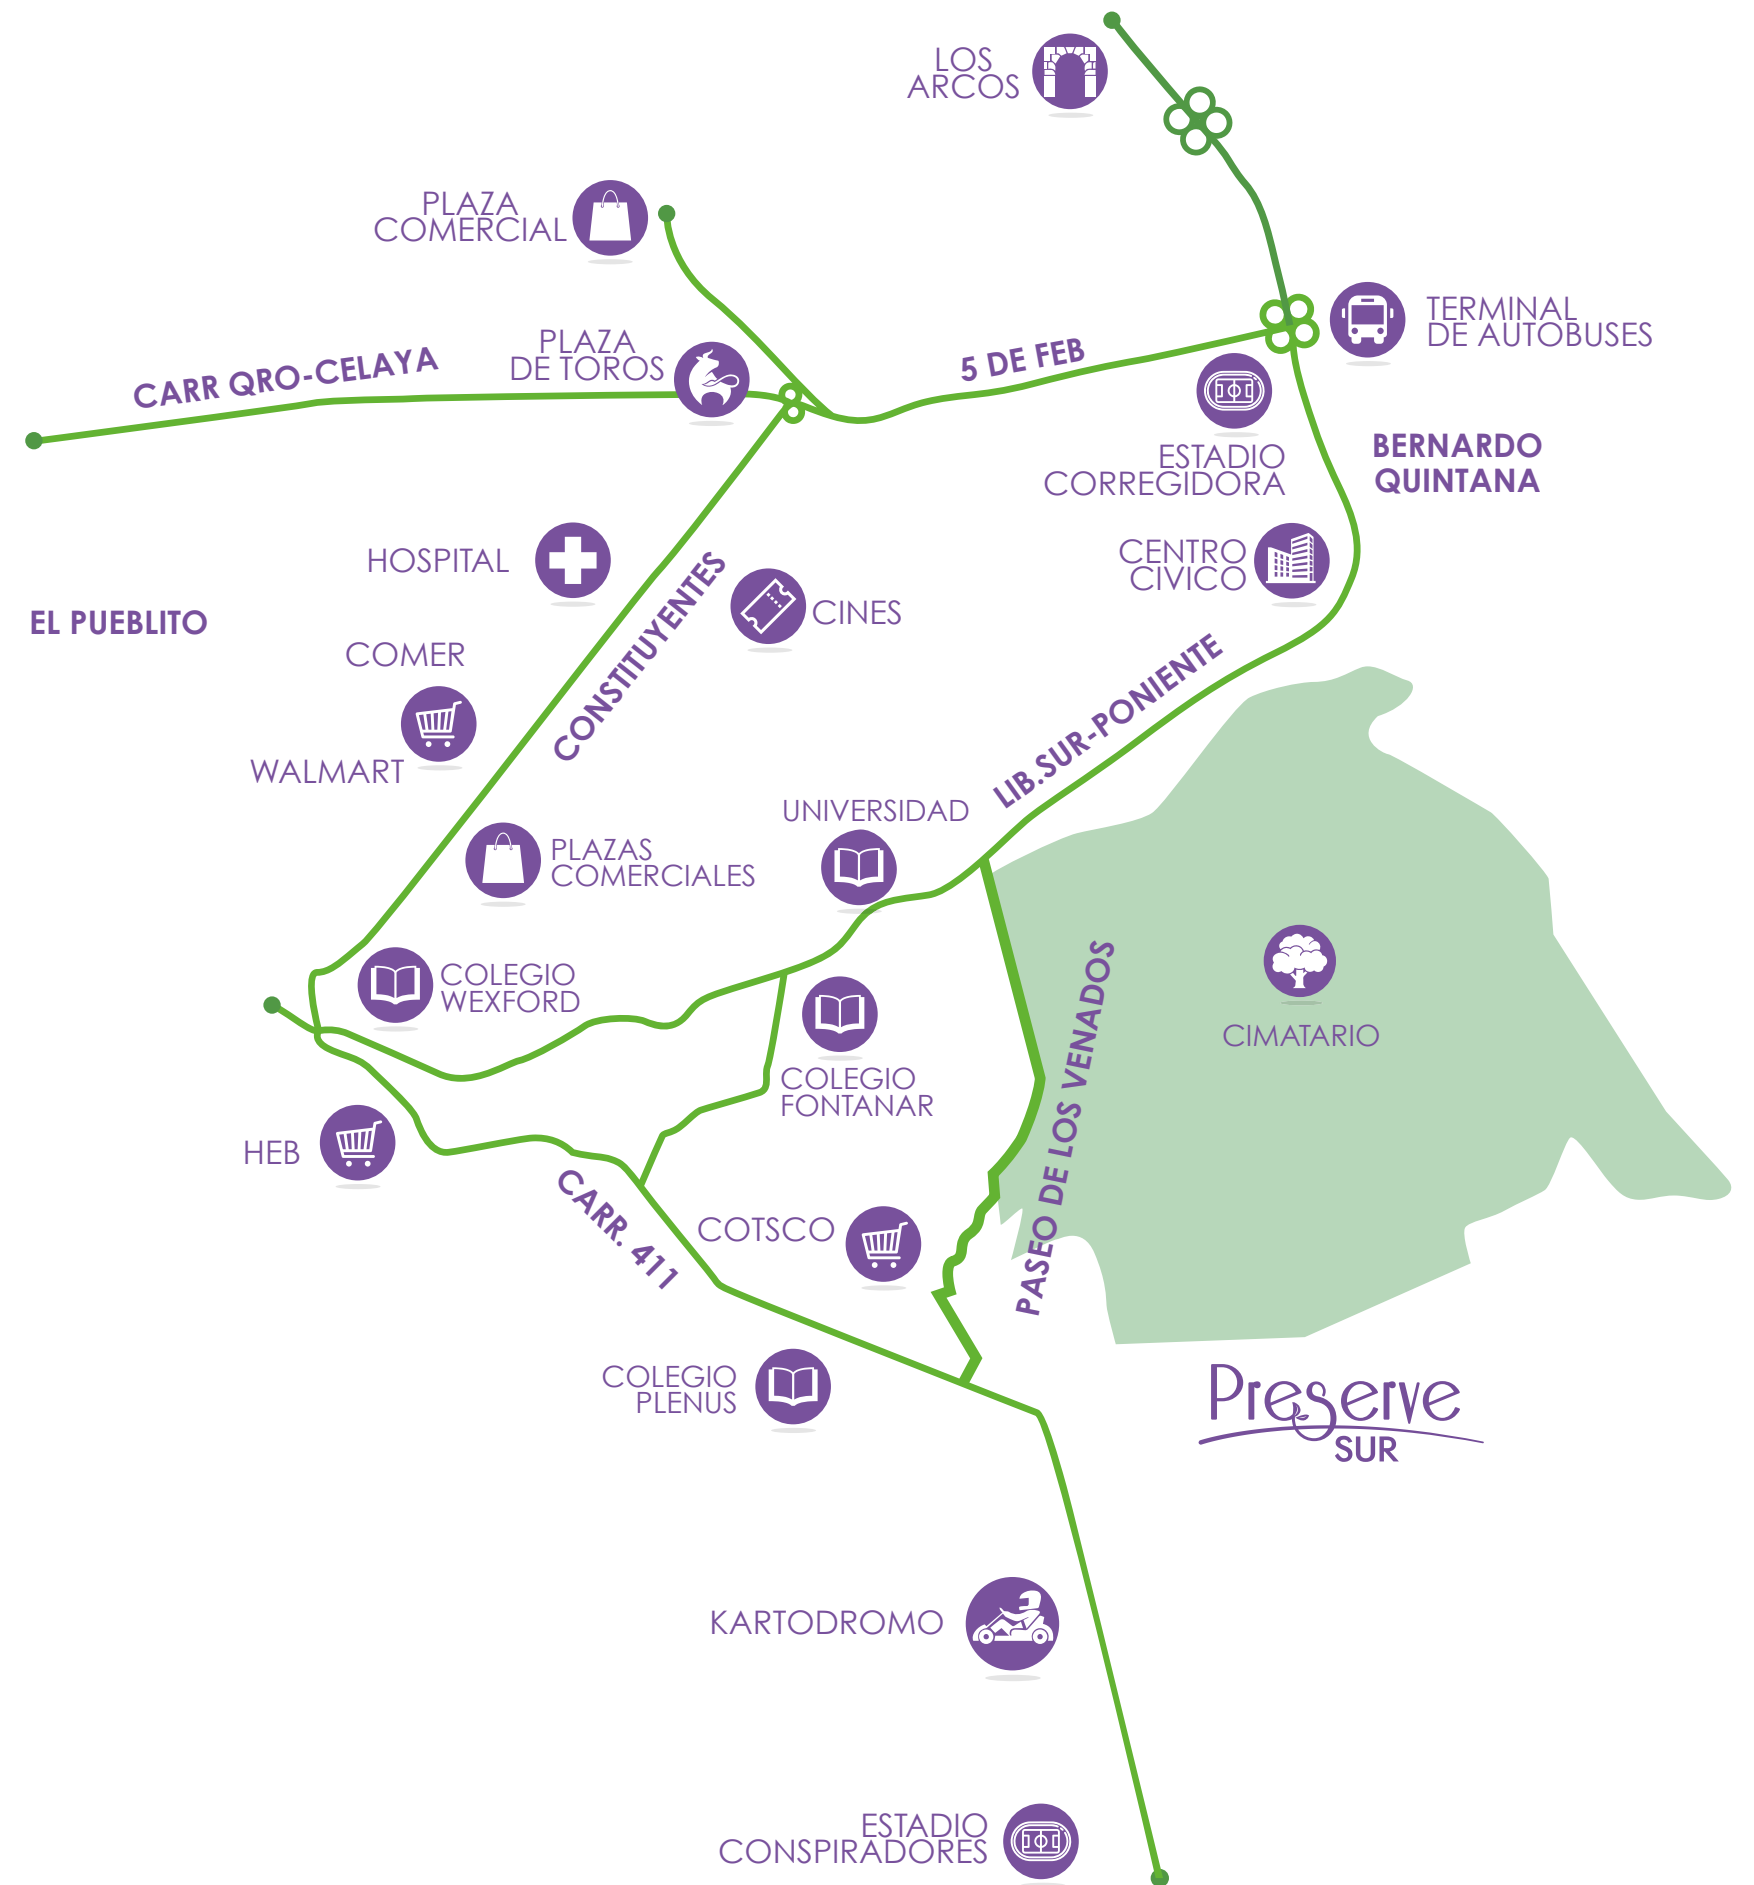 LOS
ARCOS
PLAZA
COMERCIAL
TERMINAL
DE AUTOBUSES
PLAZA
DE TOROS
5 DE FEB
CARR QRO-CELAYA
BERNARDO
QUINTANA
ESTADIO
CORREGIDORA
HOSPITAL
CENTRO
CIVICO
CINES
EL PUEBLITO
COMER
CONSTITUYENTES
LIB.SUR-PONIENTE
WALMART
UNIVERSIDAD
PLAZAS
COMERCIALES
COLEGIO
WEXFORD
CIMATARIO
COLEGIO
FONTANAR
PASEO DE LOS VENADOS
HEB
CARR. 411
COTSCO
COLEGIO
PLENUS
Preserve
SUR
KARTODROMO
ESTADIO
CONSPIRADORES